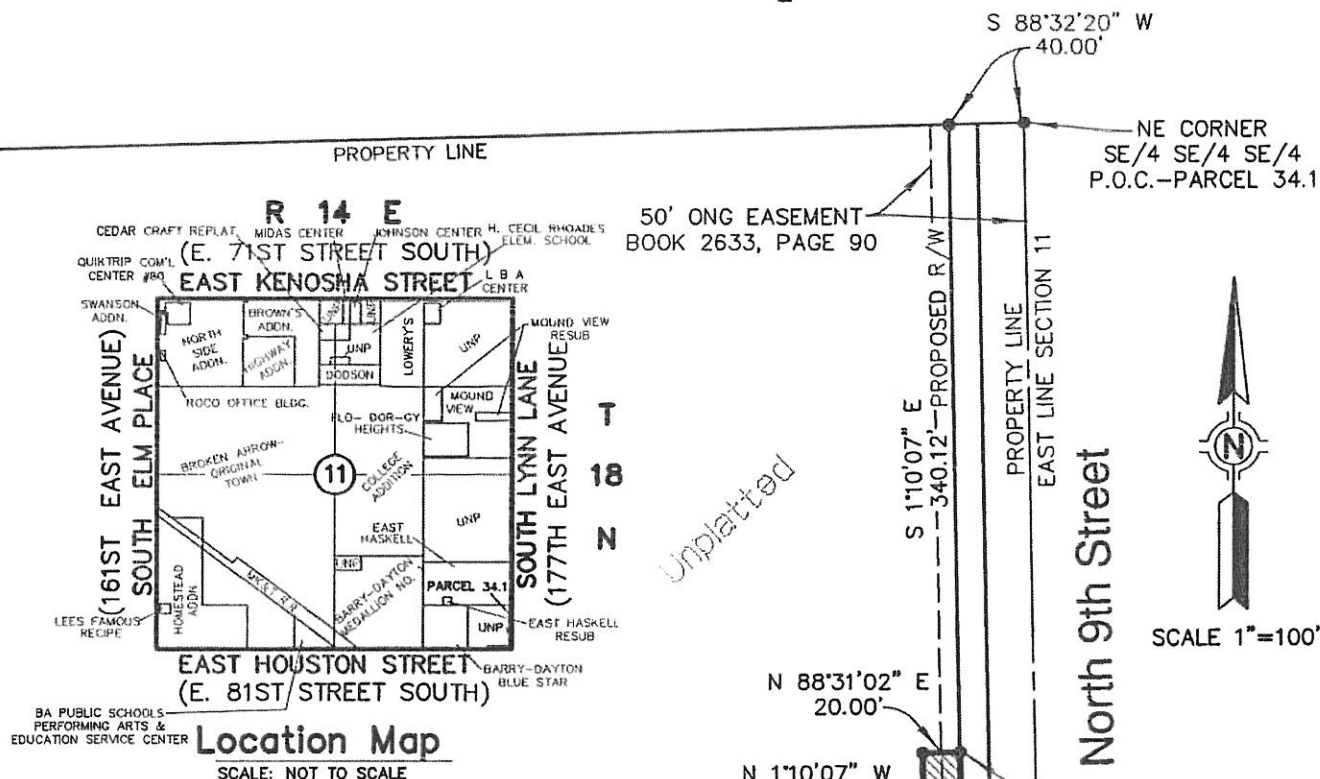 S 88°32'20" W
40.00'
NE CORNER
SE/4 SE/4 SE/4
P.O.C.-PARCEL 34.1
PROPERTY LINE
50' ONG EASEMENT
BOOK 2633, PAGE 90
S 1°10'07" E
340.12'-PROPOSED R/W
PROPERTY LINE
EAST LINE SECTION 11
North 9th Street
N
SCALE 1"=100'
Unplatted
N 88°31'02" E
20.00'
N 1°10'07" W
R 14 E
CEDAR CRAFT REPLAT
MIDAS CENTER
JOHNSON CENTER
H. CECIL RHOADES
ELEM. SCHOOL
(E. 71ST STREET SOUTH)
EAST KENOSHA STREET
QUIKTRIP COM'L
CENTER #80
L B A
CENTER
SWANSON
ADDN.
NORTH
SIDE
ADDN.
BROWN'S
ADDN.
HIGHWAY
ADDN.
UNP
UNP
DODSON
LOWERY'S
UNP
MOUND VIEW
RESUB
MOUND
VIEW
ROCO OFFICE BLDG.
FLO- DOR-GY
HEIGHTS
(161ST EAST AVENUE)
SOUTH ELM PLACE
SOUTH LYNN LANE
(177TH EAST AVENUE)
T
18
N
BROKEN ARROW-
ORIGINAL
TOWN
11
COLLEGE
ADDITION
UNP
EAST
HASKELL
UNP
PARCEL 34.1
HOMESTEAD
ADDN
MK&T R.R.
BARRY-DAYTON
MEDALLION NO.
LEES FAMOUS
RECIPE
UNP
EAST HASKELL
RESUB
EAST HOUSTON STREET
(E. 81ST STREET SOUTH)
BARRY-DAYTON
BLUE STAR
BA PUBLIC SCHOOLS
PERFORMING ARTS &
EDUCATION SERVICE CENTER
Location Map
SCALE: NOT TO SCALE